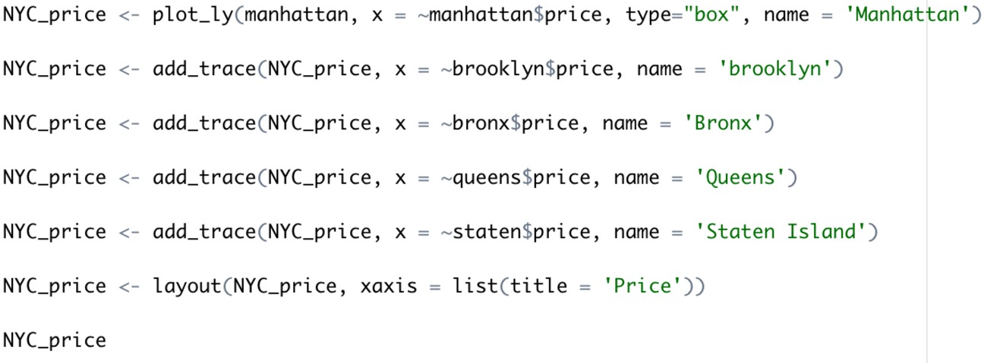 NYC_price <- plot_ly(manhattan, x = ~manhattan$price, type="box", name = 'Manhattan')
NYC_price <- add_trace(NYC_price, x = ~brooklyn$price, name = 'brooklyn')
NYC_price <- add_trace(NYC_price, x = ~bronx$price, name = 'Bronx')
NYC_price <- add_trace(NYC_price, x = ~queens$price, name = 'Queens')
NYC_price <- add_trace(NYC_price, x = ~staten$price, name = 'Staten Island')
NYC_price <- layout(NYC_price, xaxis = list(title = 'Price'))
NYC_price